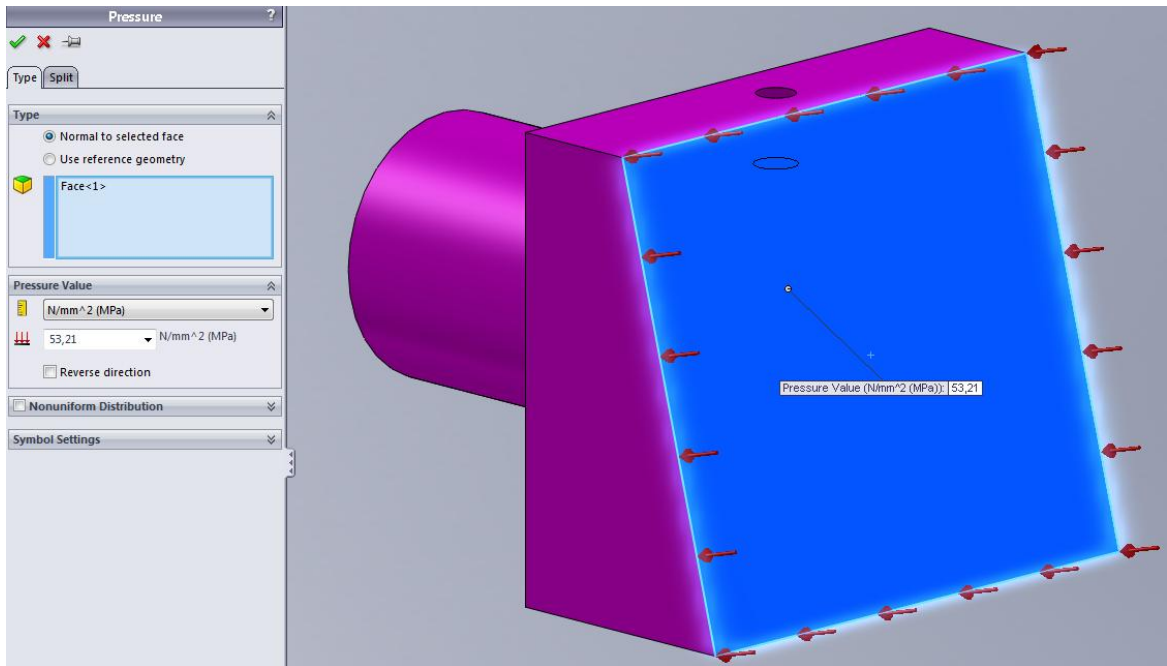 Pressure ?
Type Split
Type
Normal to selected face
Use reference geometry
Face<1>
Pressure Value
N/mm^2 (MPa)
53,21 N/mm^2 (MPa)
Reverse direction
Nonuniform Distribution
Symbol Settings
Pressure Value (N/mm^2 (MPa)): 53,21